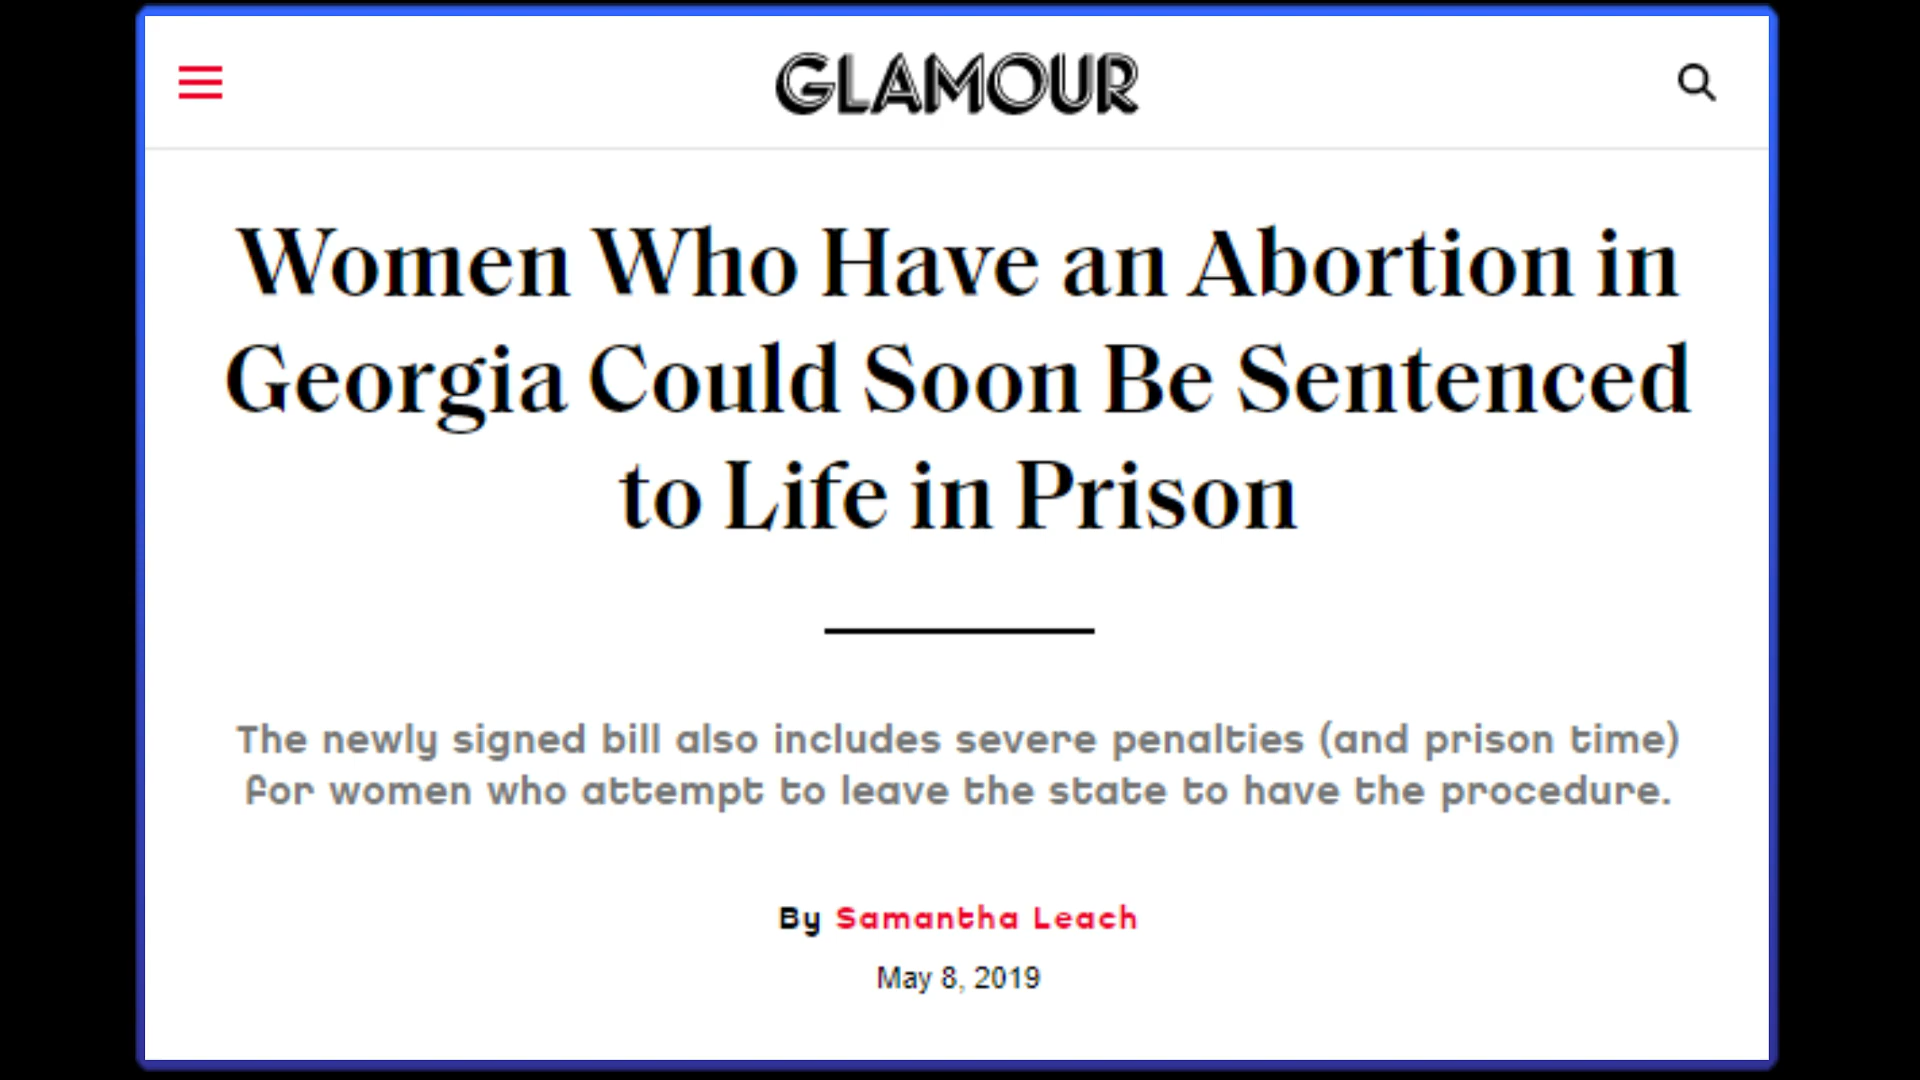 GLAMOUR
Women Who Have an Abortion in
Georgia Could Soon Be Sentenced
to Life in Prison
The newly signed bill also includes severe penalties (and prison time)
for women who attempt to leave the state to have the procedure.
By Samantha Leach
May 8, 2019